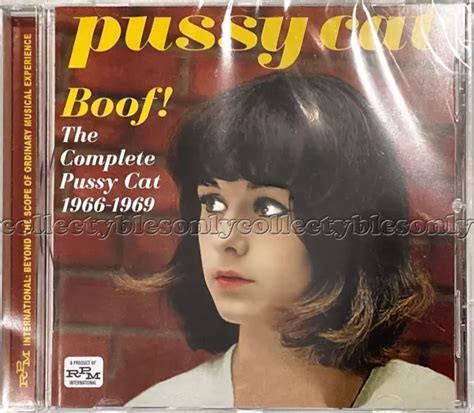 pussy cat
Boof!
The
Complete
Pussy Cat
1966-1969
collectyblesonlycollectyblesonly
RPM INTERNATIONAL: BEYOND THE SCOPE OF ORDINARY MUSICAL EXPERIENCE
A PRODUCT OF
RPM
INTERNATIONAL